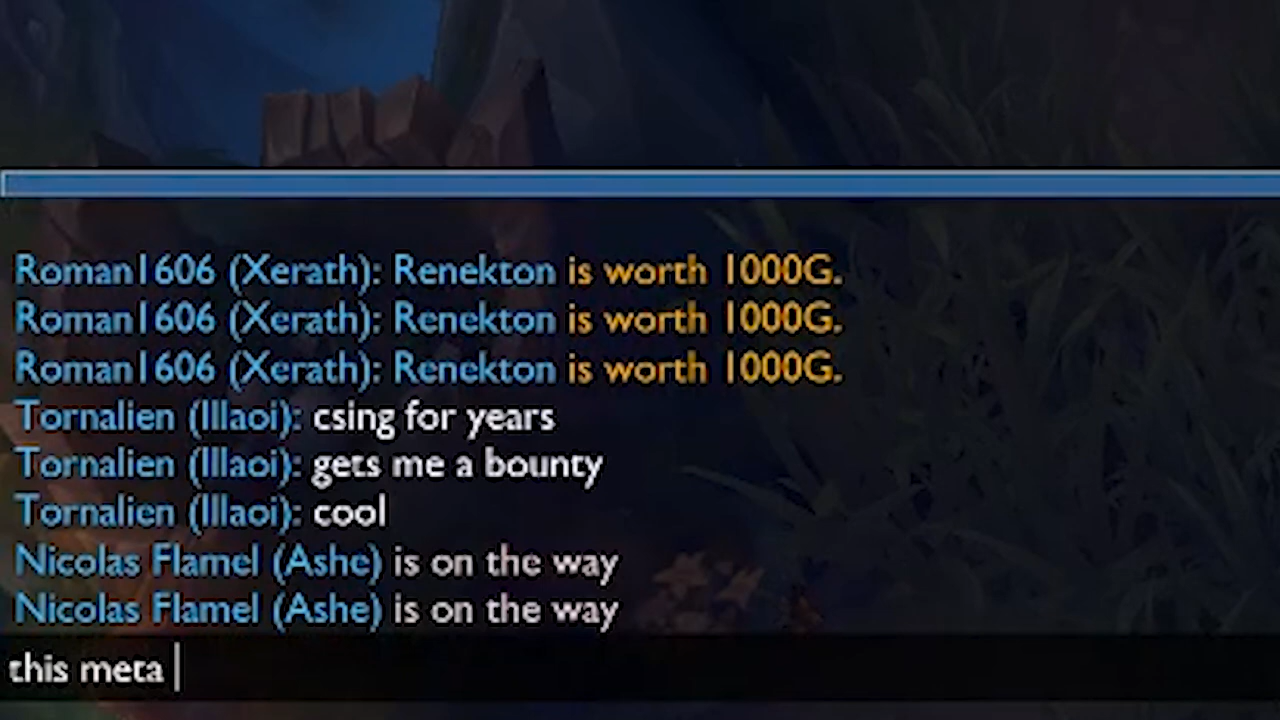 Roman1606 (Xerath): Renekton is worth 1000G.
Roman1606 (Xerath): Renekton is worth 1000G.
Roman1606 (Xerath): Renekton is worth 1000G.
Tornalien (Illaoi): csing for years
Tornalien (Illaoi): gets me a bounty
Tornalien (Illaoi): cool
Nicolas Flamel (Ashe) is on the way
Nicolas Flamel (Ashe) is on the way
this meta